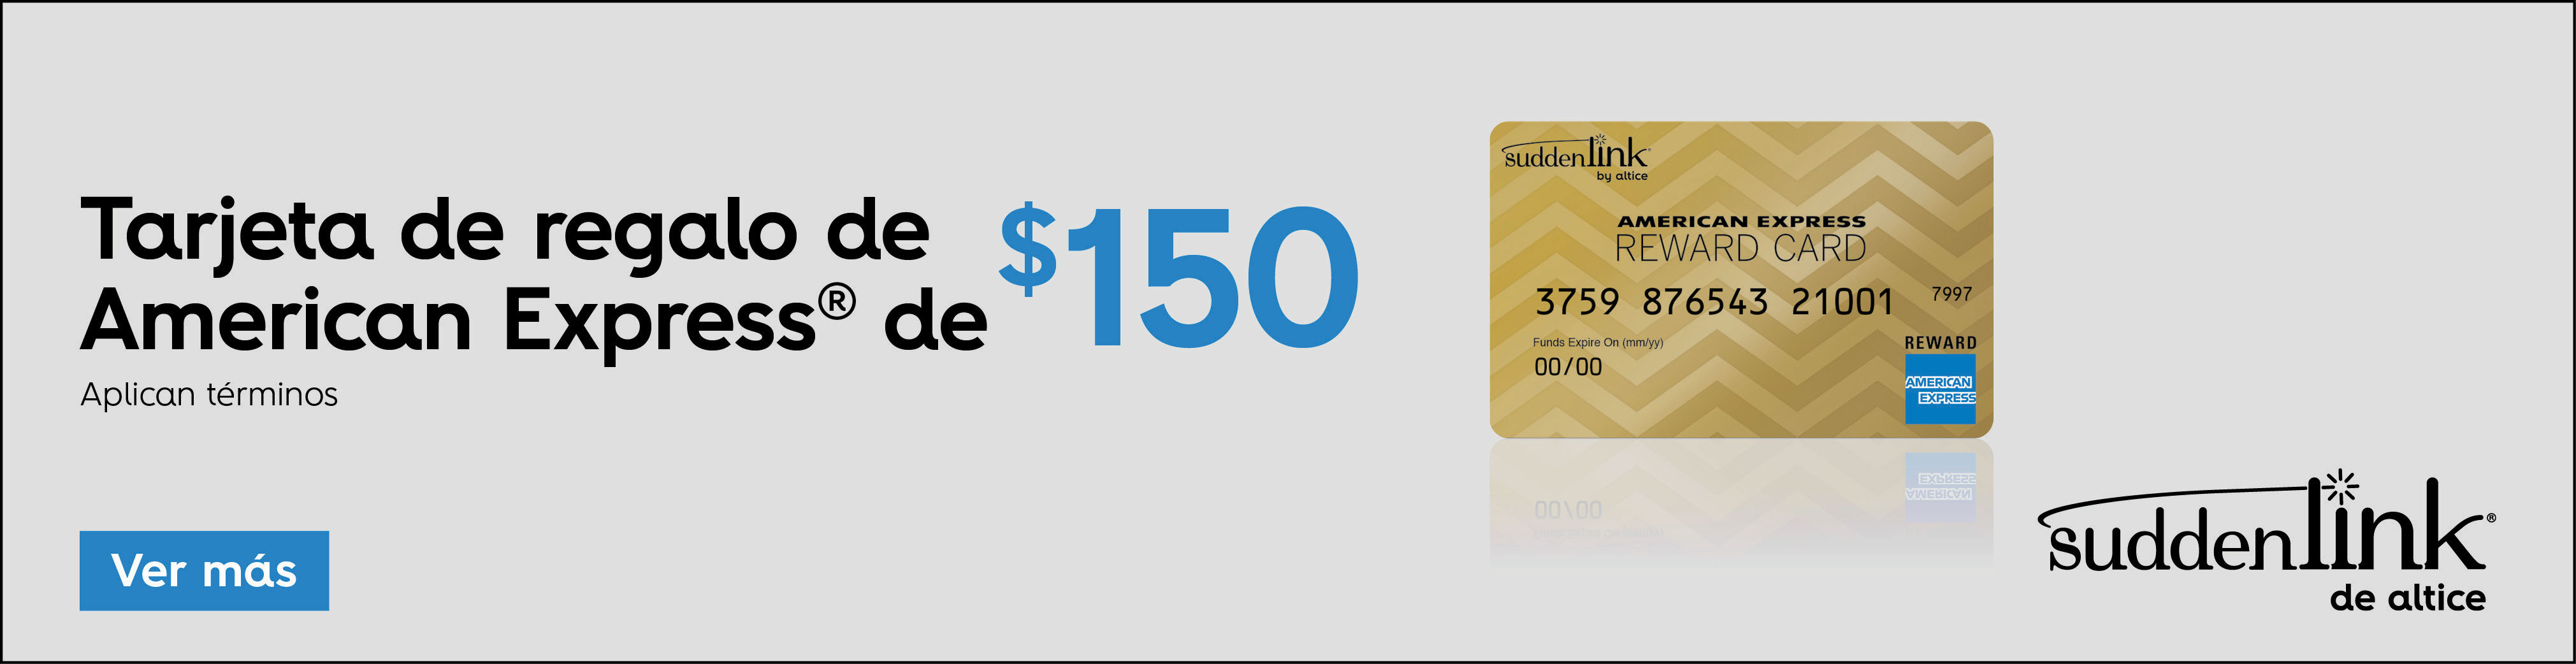 Tarjeta de regalo de
American Express® de
$150
Aplican términos
Ver más
suddenlink®
by altice
AMERICAN EXPRESS
REWARD CARD
3759 876543 21001 7997
Funds Expire On (mm/yy)
00/00
REWARD
AMERICAN
EXPRESS
suddenlink®
de altice